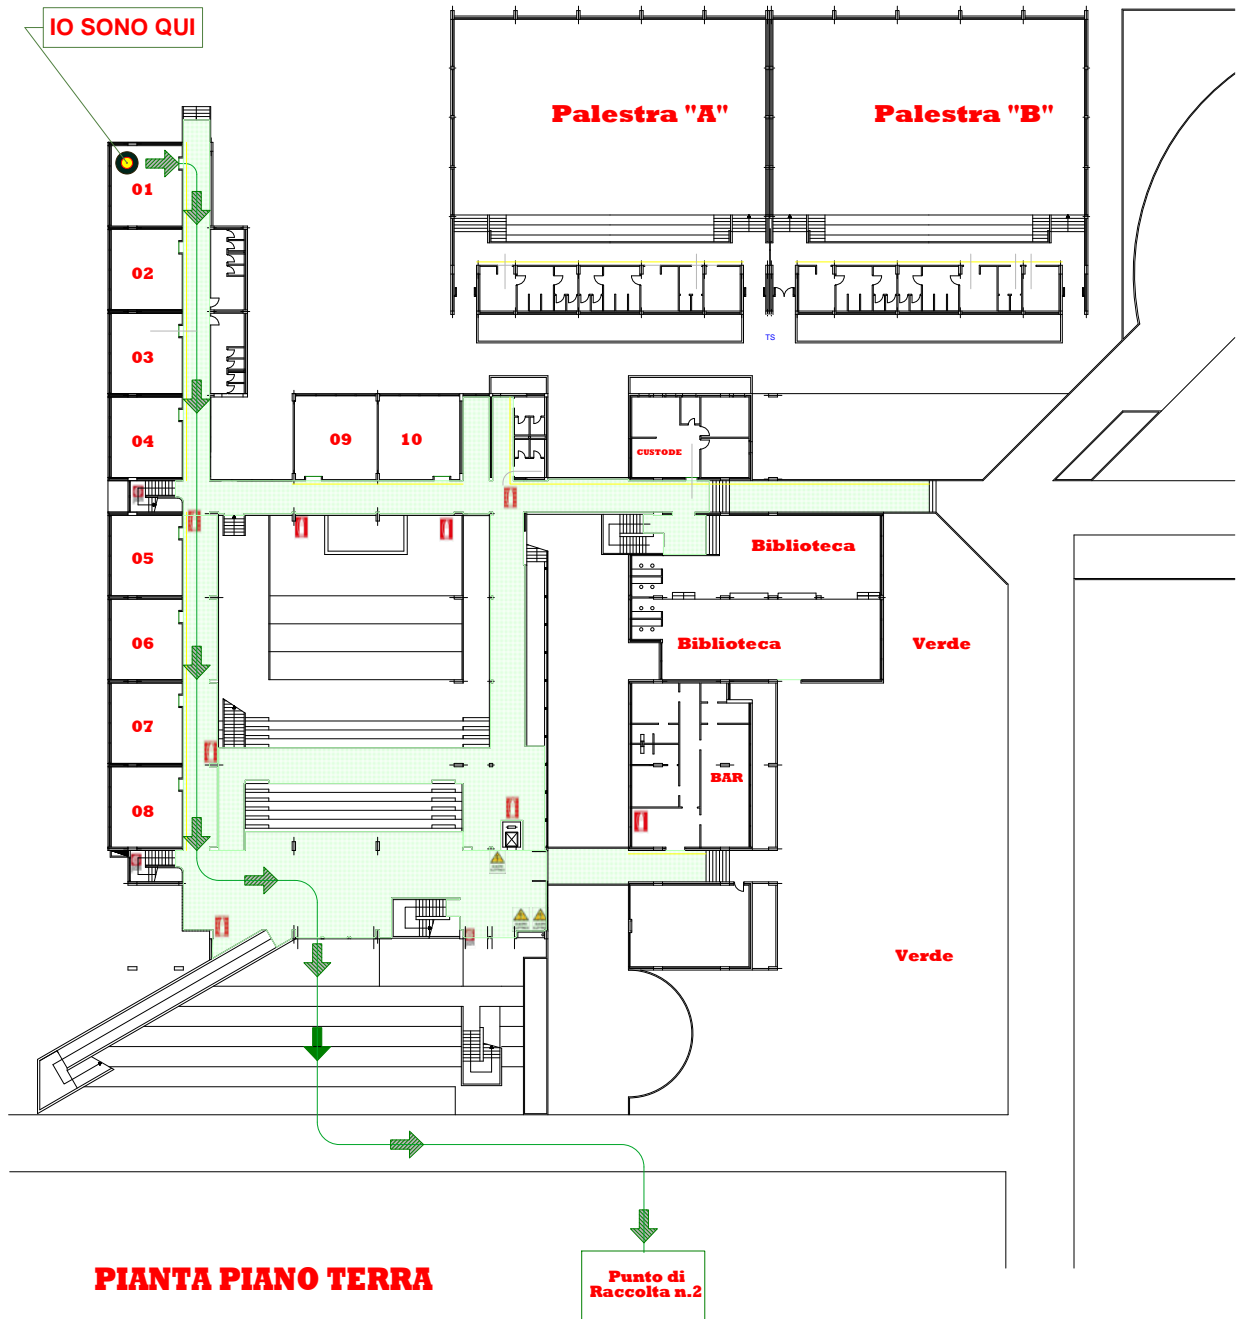 IO SONO QUI
Palestra "A"
Palestra "B"
01
02
03
TS
04
09
10
CUSTODE
05
Biblioteca
06
Biblioteca
Verde
07
BAR
08
Verde
PIANTA PIANO TERRA
Punto di
Raccolta n.2